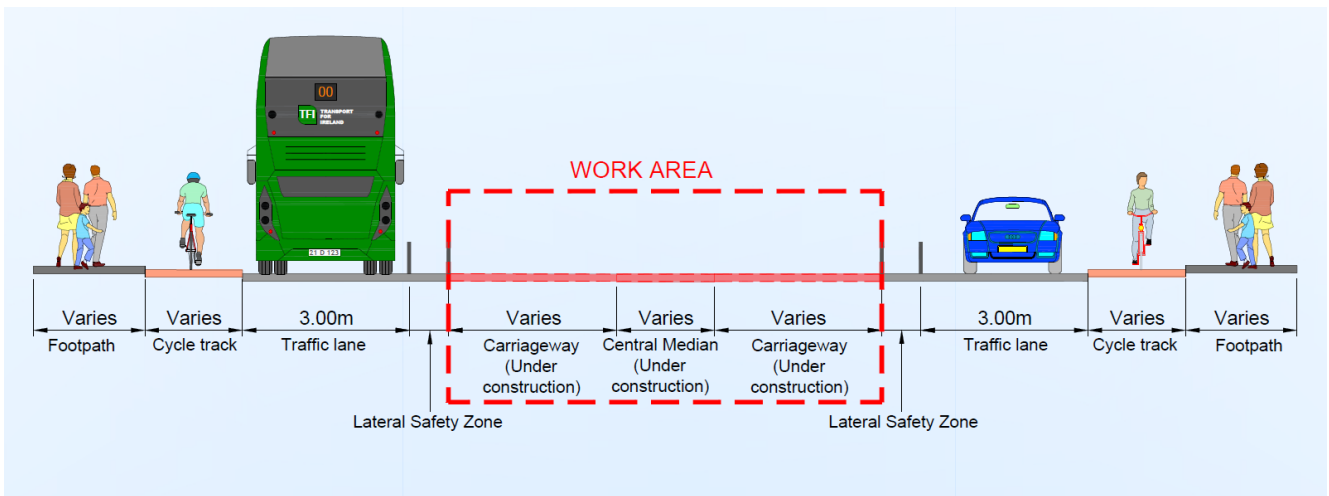 00
TFI TRANSPORT
FOR
IRELAND
WORK AREA
21 D 123
Varies
Varies
3.00m
Varies
Varies
Varies
3.00m
Varies
Varies
Footpath
Cycle track
Traffic lane
Carriageway
(Under
construction)
Central Median
(Under
construction)
Carriageway
(Under
construction)
Traffic lane
Cycle track
Footpath
Lateral Safety Zone
Lateral Safety Zone